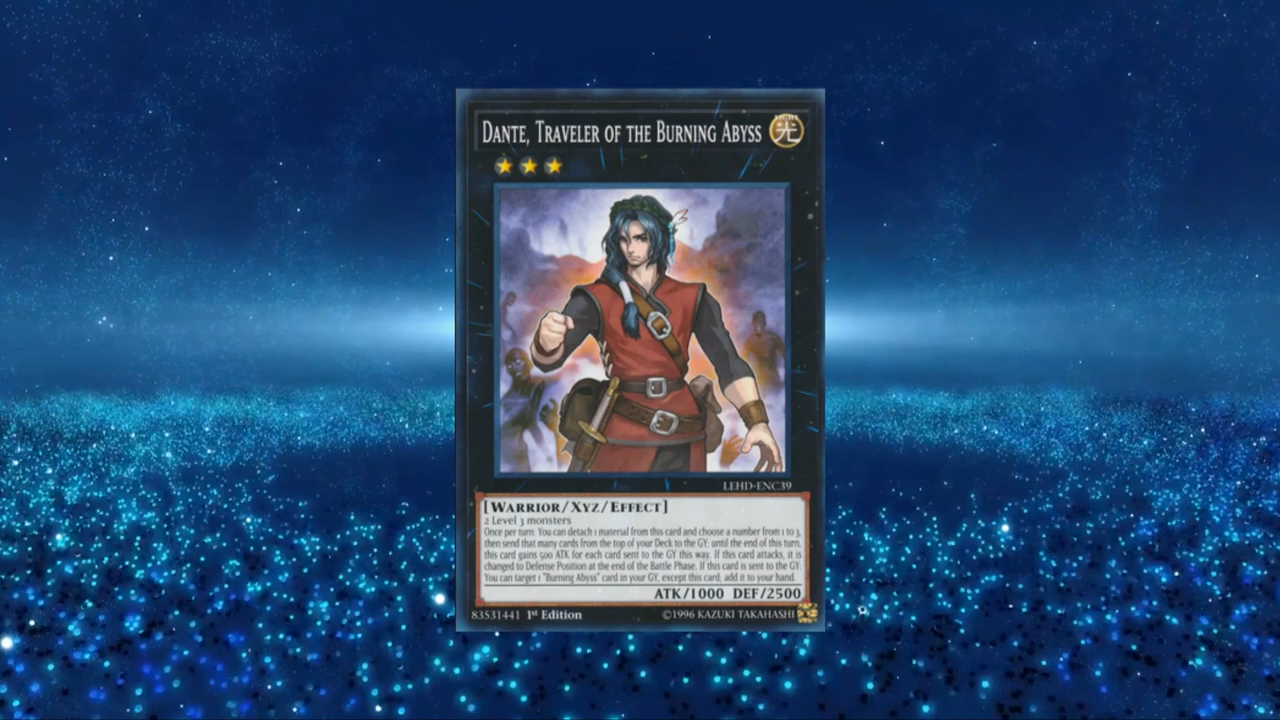 DANTE, TRAVELER OF THE BURNING ABYSS
LIGHT
光
LEHD-ENC39
[WARRIOR/XYZ/EFFECT]
2 Level 3 monsters
Once per turn: You can detach 1 material from this card and choose a number from 1 to 3,
then send that many cards from the top of your Deck to the GY; until the end of this turn,
this card gains 500 ATK for each card sent to the GY this way. If this card attacks, it is
changed to Defense Position at the end of the Battle Phase. If this card is sent to the GY:
You can target 1 "Burning Abyss" card in your GY, except this card; add it to your hand.
ATK/1000 DEF/2500
83531441 1st Edition ©1996 KAZUKI TAKAHASHI